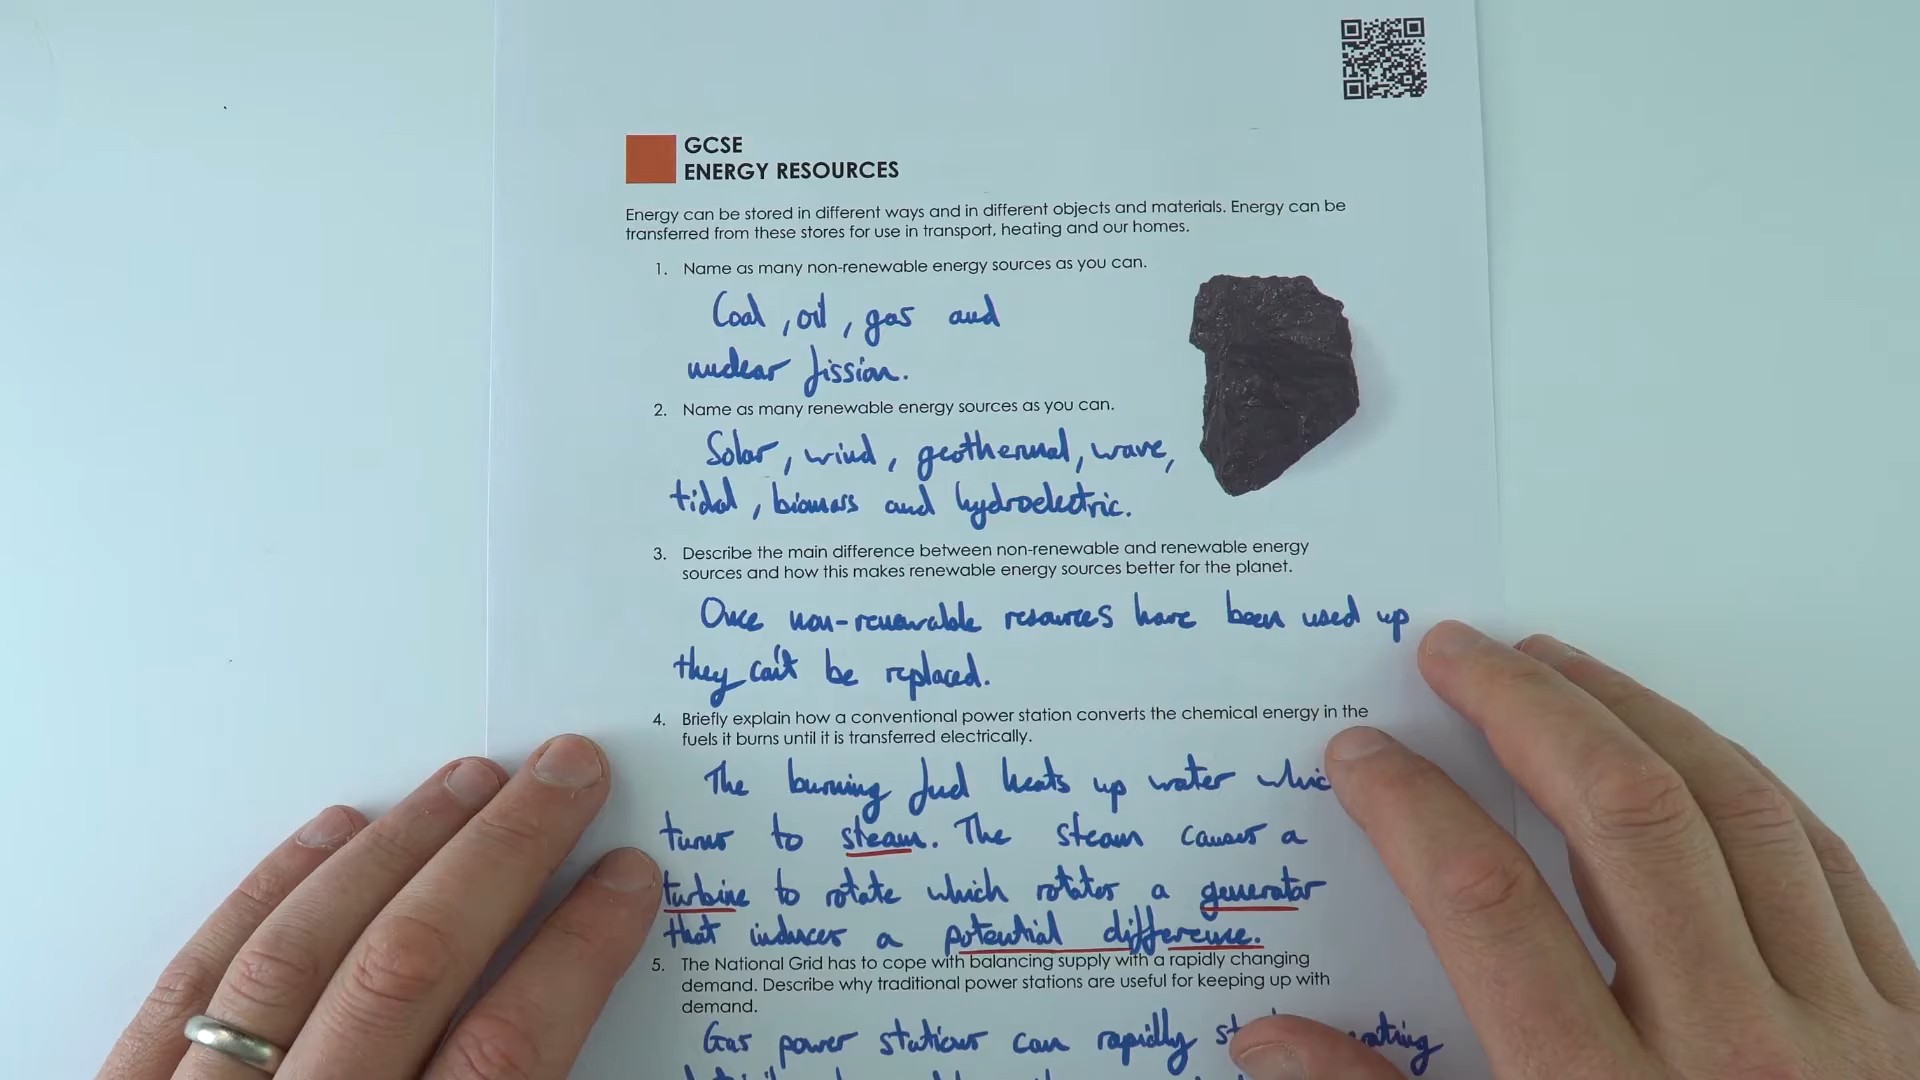 GCSE
ENERGY RESOURCES
Energy can be stored in different ways and in different objects and materials. Energy can be
transferred from these stores for use in transport, heating and our homes.
1. Name as many non-renewable energy sources as you can.
Coal, oil, gas and
nuclear fission.
2. Name as many renewable energy sources as you can.
Solar, wind, geothermal, wave,
tidal, biomass and hydroelectric.
3. Describe the main difference between non-renewable and renewable energy
sources and how this makes renewable energy sources better for the planet.
Once non-renewable resources have been used up
they can't be replaced.
4. Briefly explain how a conventional power station converts the chemical energy in the
fuels it burns until it is transferred electrically.
The burning fuel heats up water whic
turns to steam. The steam causes a
turbine to rotate which rotates a generator
that induces a potential difference.
5. The National Grid has to cope with balancing supply with a rapidly changing
demand. Describe why traditional power stations are useful for keeping up with
demand.
Gas power stations can rapidly st